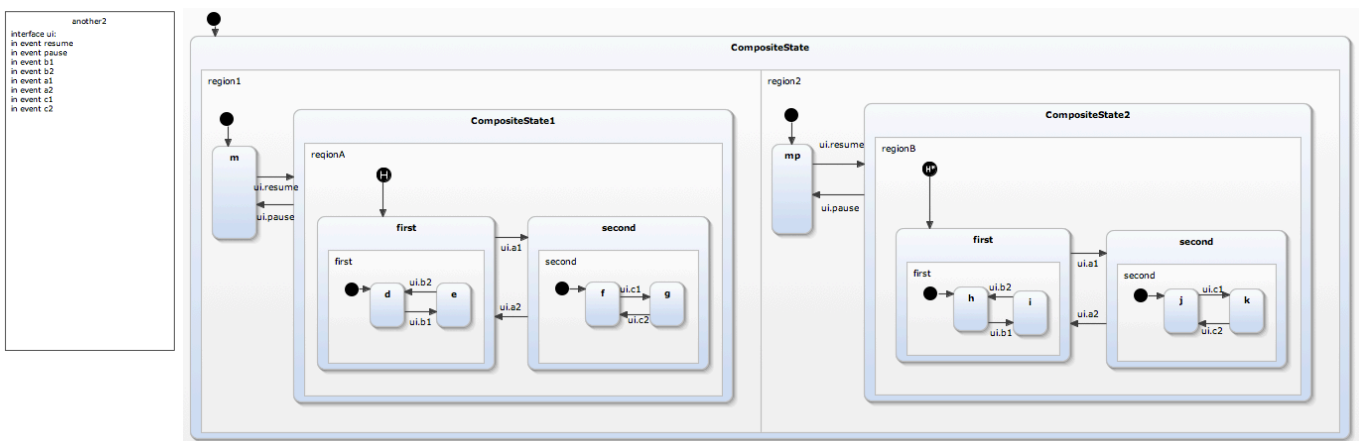 another2
interface ui:
in event resume
in event pause
in event b1
in event b2
in event a1
in event a2
in event c1
in event c2
CompositeState
region1
m
ui.resume
ui.pause
CompositeState1
regionA
H
first
first
d
ui.b2
e
ui.b1
ui.a1
ui.a2
second
second
f
ui.c1
g
ui.c2
region2
mp
ui.resume
ui.pause
CompositeState2
regionB
H*
first
first
h
ui.b2
i
ui.b1
ui.a1
ui.a2
second
second
j
ui.c1
k
ui.c2